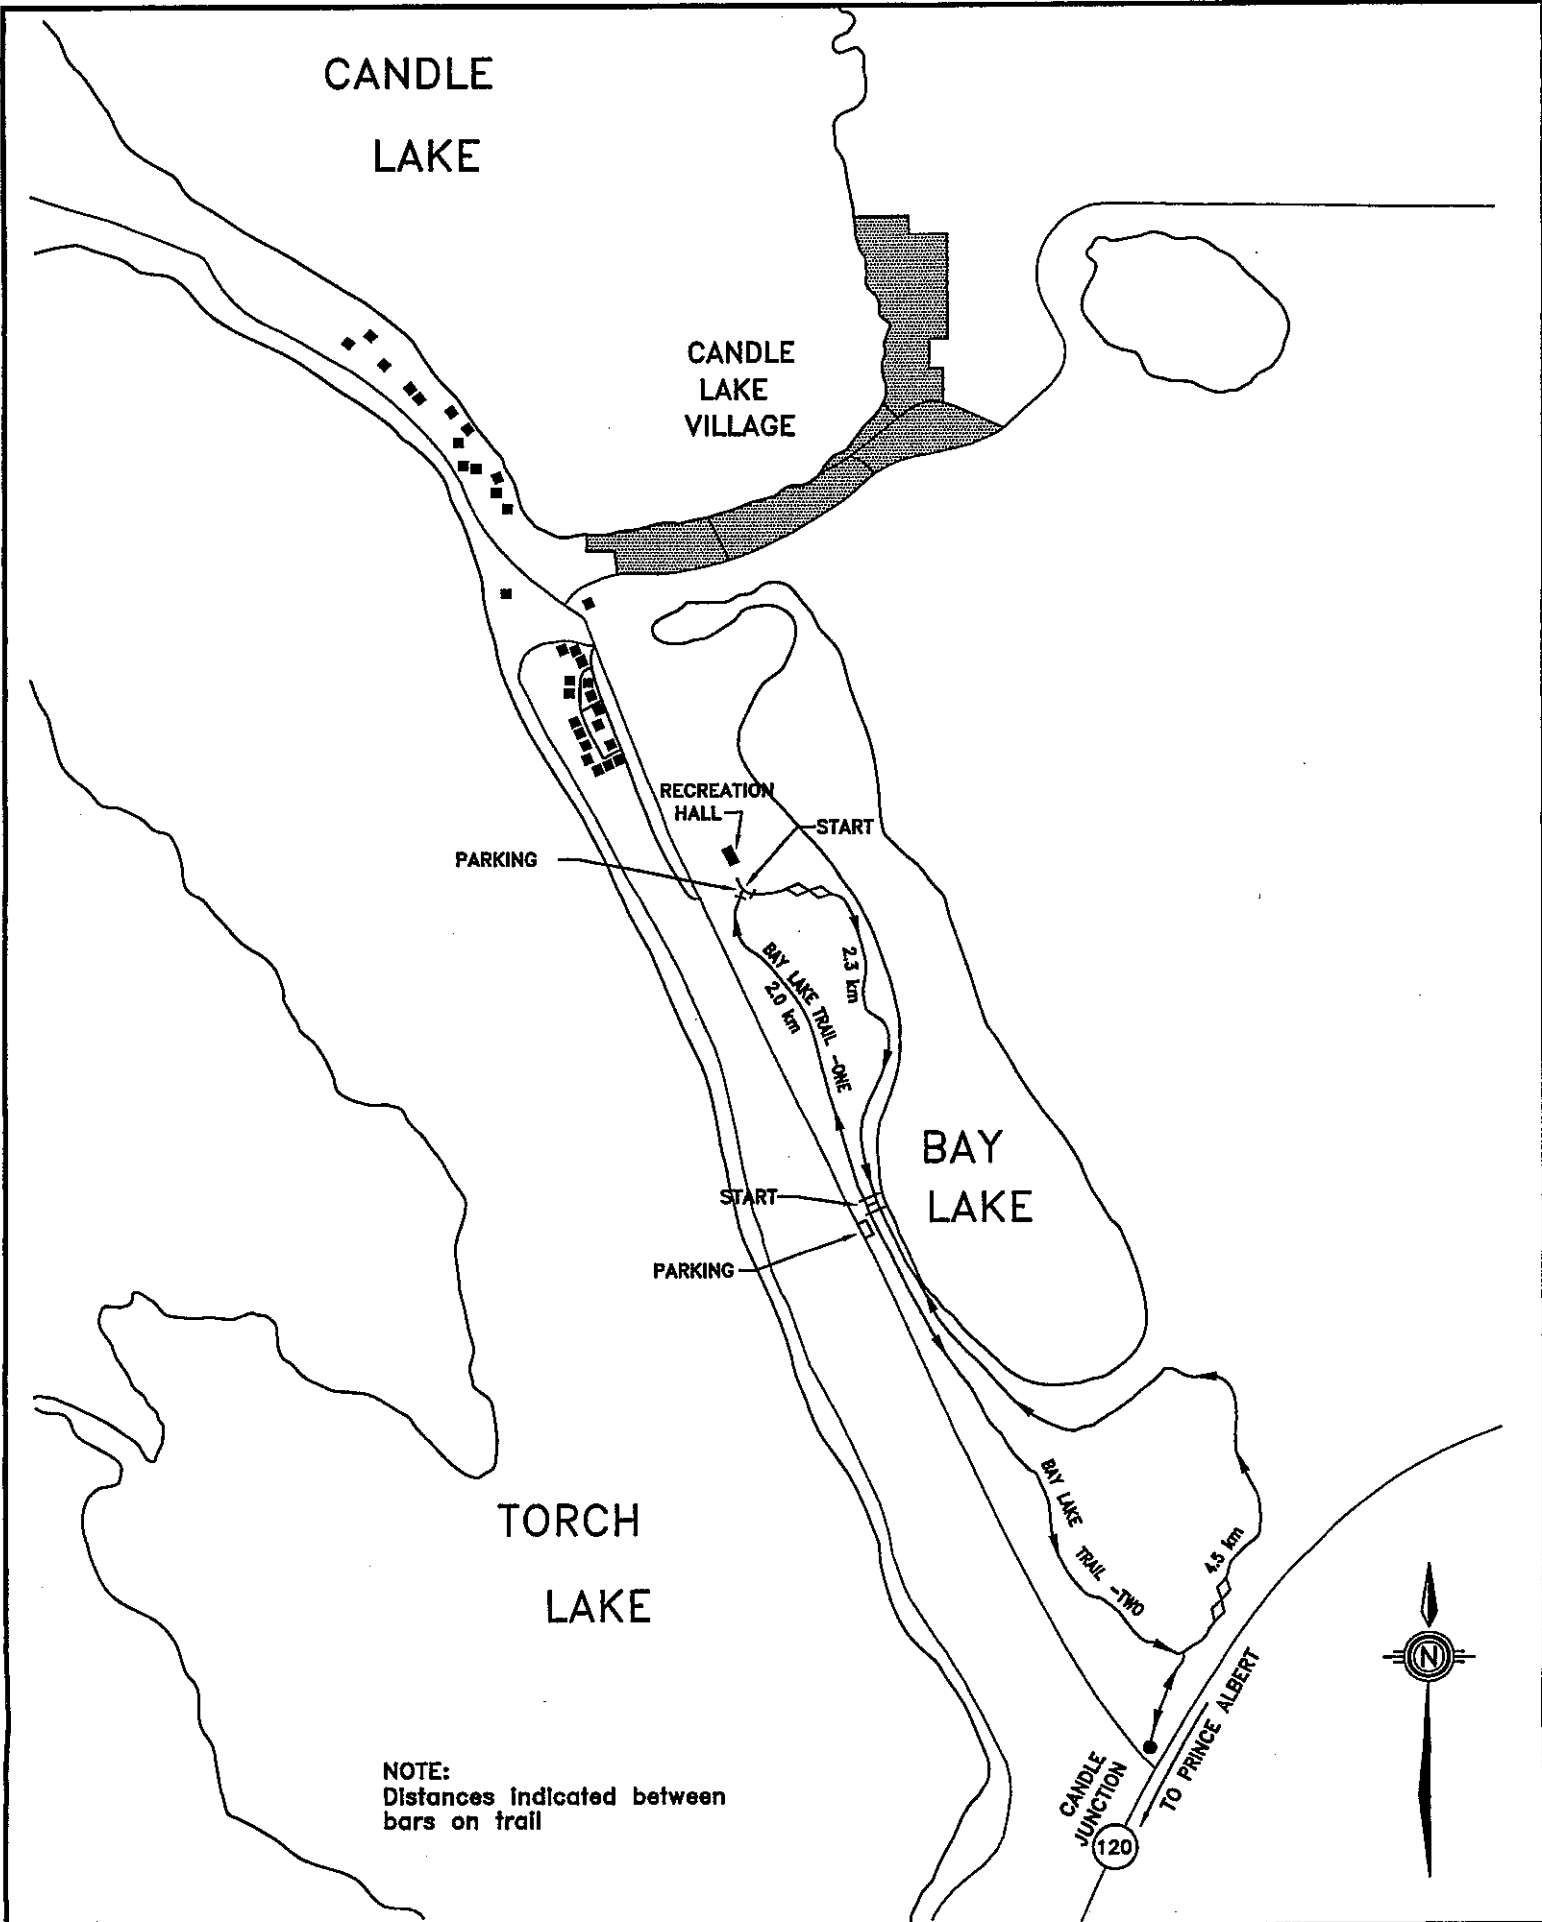 CANDLE
LAKE
CANDLE
LAKE
VILLAGE
RECREATION
HALL
START
PARKING
2.3 km
BAY LAKE TRAIL -ONE
2.0 km
BAY
LAKE
START
PARKING
BAY LAKE TRAIL -TWO
4.5 km
TORCH
LAKE
N
TO PRINCE ALBERT
CANDLE
JUNCTION
120
NOTE:
Distances indicated between
bars on trail